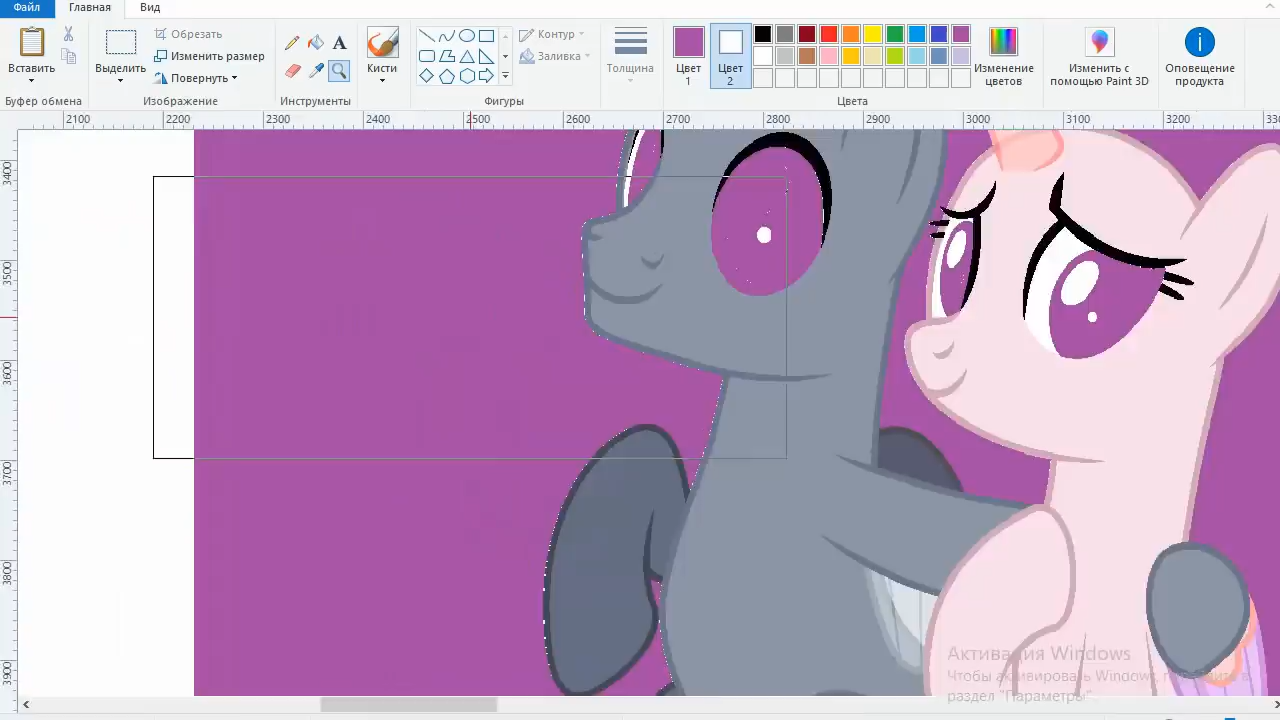 Файл Главная Вид
Вставить
Буфер обмена
Выделить
Обрезать
Изменить размер
Повернуть
Изображение
A
Инструменты
Кисти
Контур
Заливка
Фигуры
Толщина
Цвет 1
Цвет 2
Цвета
Изменение цветов
Изменить с помощью Paint 3D
Оповещение продукта
2100 2200 2300 2400 2500 2600 2700 2800 2900 3000 3100 3200
3400
3500
3600
3700
3800
3900
Активация Windows
Чтобы активировать Windows,
раздел "Параметры".